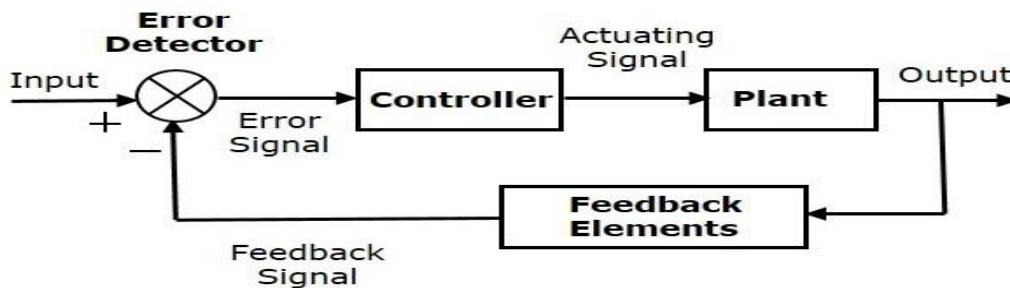 Error
Detector
Input
+
−
Error
Signal
Controller
Actuating
Signal
Plant
Output
Feedback
Elements
Feedback
Signal